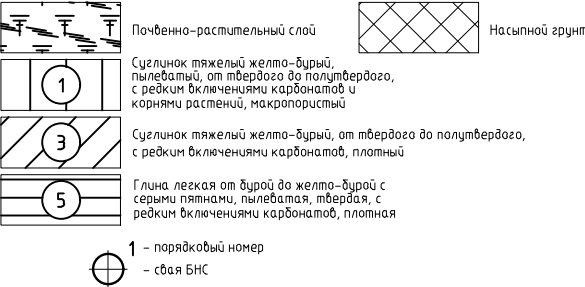 Почвенно-растительный слой
Насыпной грунт
1
Суглинок тяжелый желто-бурый,
пылеватый, от твердого до полутвердого,
с редким включениями карбонатов и
корнями растений, макропористый
3
Суглинок тяжелый желто-бурый, от твердого до полутвердого,
с редким включениями карбонатов, плотный
5
Глина легкая от бурой до желто-бурой с
серыми пятнами, пылеватая, твердая, с
редким включениями карбонатов, плотная
1 - порядковый номер
- свая БНС